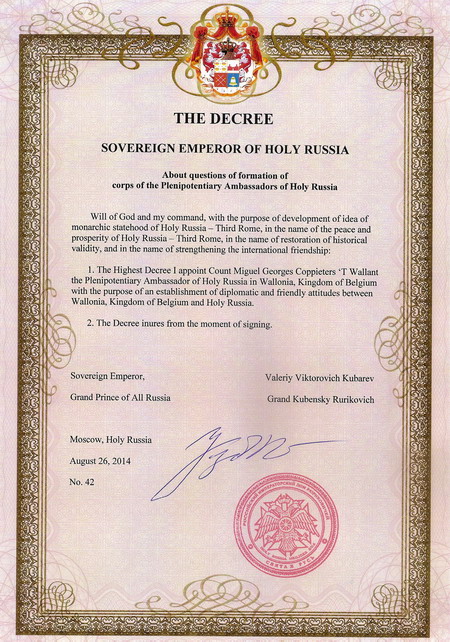 THE DECREE
SOVEREIGN EMPEROR OF HOLY RUSSIA
About questions of formation of
corps of the Plenipotentiary Ambassadors of Holy Russia
Will of God and my command, with the purpose of development of idea of
monarchic statehood of Holy Russia – Third Rome, in the name of the peace and
prosperity of Holy Russia – Third Rome, in the name of restoration of historical
validity, and in the name of strengthening the international friendship:
1. The Highest Decree I appoint Count Miguel Georges Coppieters ‘T Wallant
the Plenipotentiary Ambassador of Holy Russia in Wallonia, Kingdom of Belgium
with the purpose of an establishment of diplomatic and friendly attitudes between
Wallonia, Kingdom of Belgium and Holy Russia.
2. The Decree inures from the moment of signing.
Sovereign Emperor, Valeriy Viktorovich Kubarev
Grand Prince of All Russia Grand Kubensky Rurikovich
Moscow, Holy Russia
August 26, 2014
No. 42
СВЯТАЯ РУСЬ